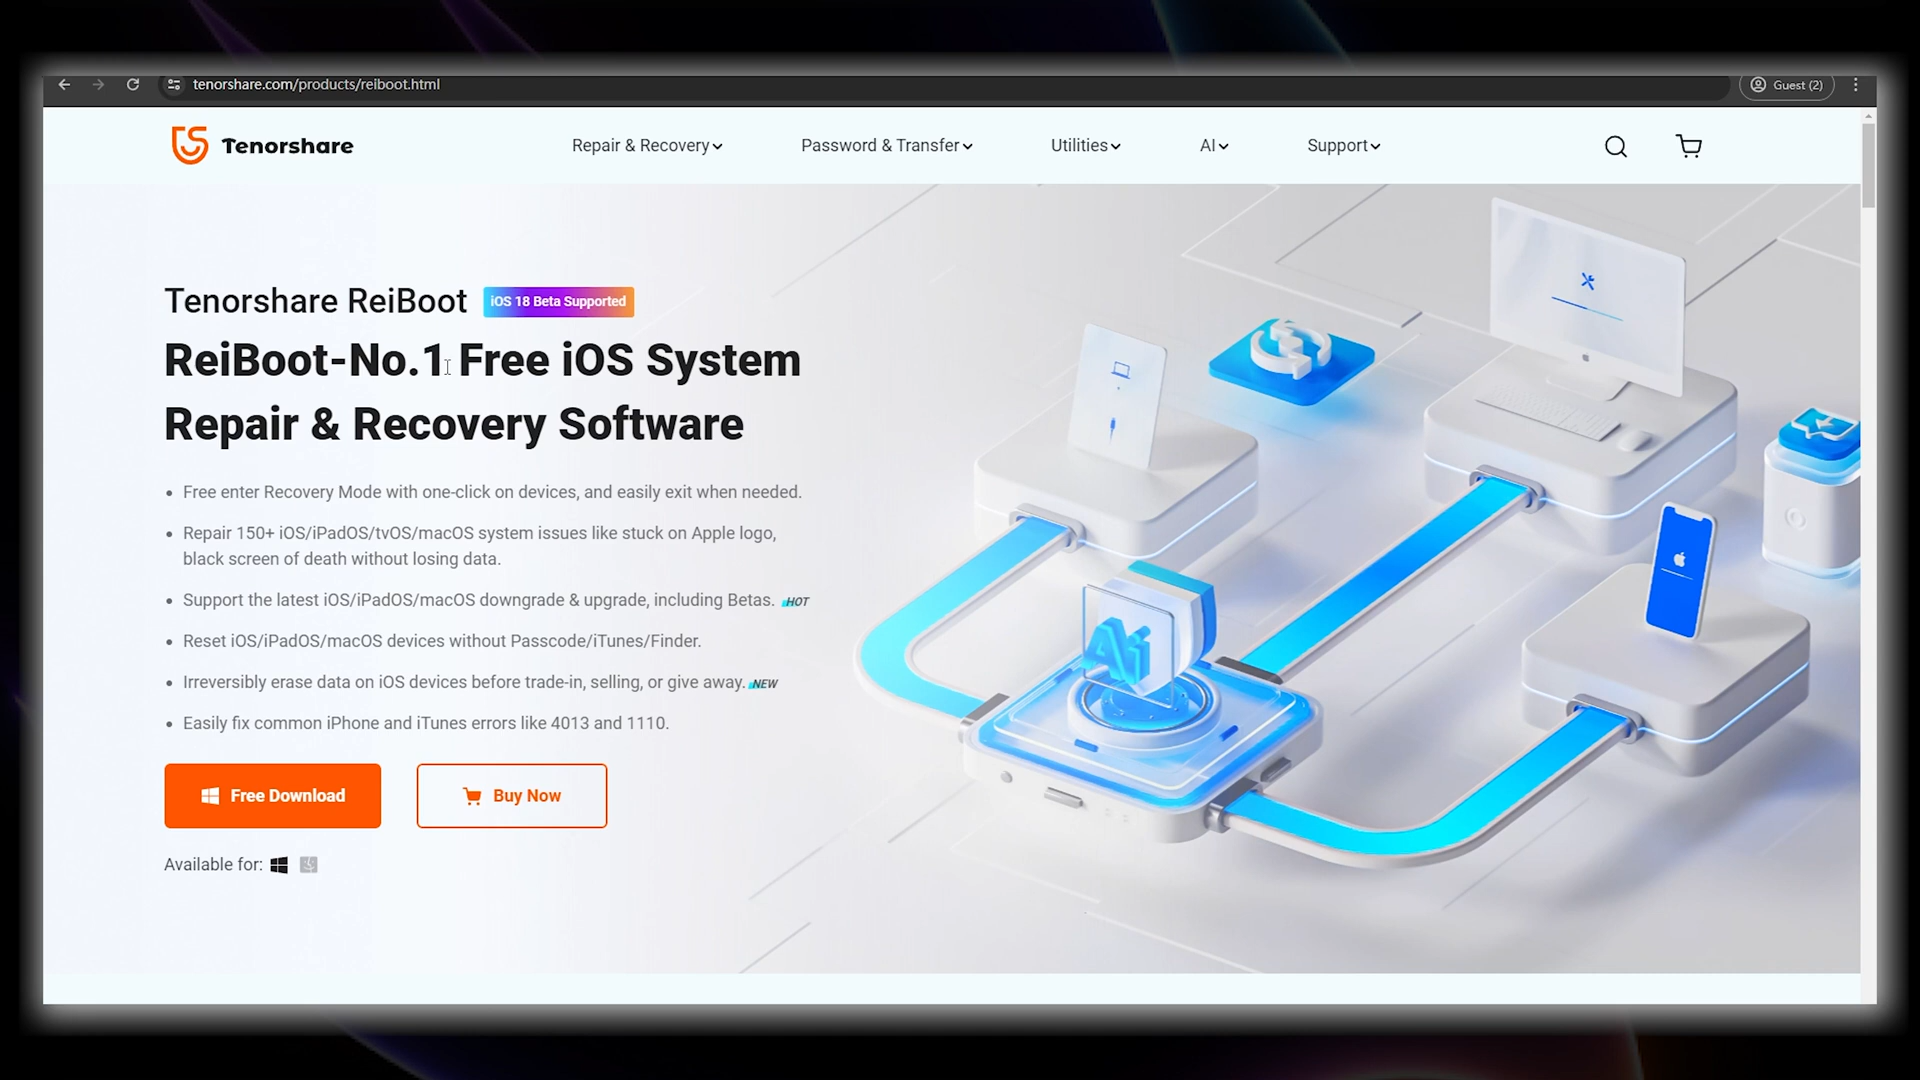 tenorshare.com/products/reiboot.html
Guest (2)
Tenorshare
Repair & Recovery
Password & Transfer
Utilities
AI
Support
Tenorshare ReiBoot
iOS 18 Beta Supported
ReiBoot-No.1 Free iOS System
Repair & Recovery Software
Free enter Recovery Mode with one-click on devices, and easily exit when needed.
Repair 150+ iOS/iPadOS/tvOS/macOS system issues like stuck on Apple logo,
black screen of death without losing data.
Support the latest iOS/iPadOS/macOS downgrade & upgrade, including Betas. HOT
Reset iOS/iPadOS/macOS devices without Passcode/iTunes/Finder.
Irreversibly erase data on iOS devices before trade-in, selling, or give away. NEW
Easily fix common iPhone and iTunes errors like 4013 and 1110.
Free Download
Buy Now
Available for:
Ai